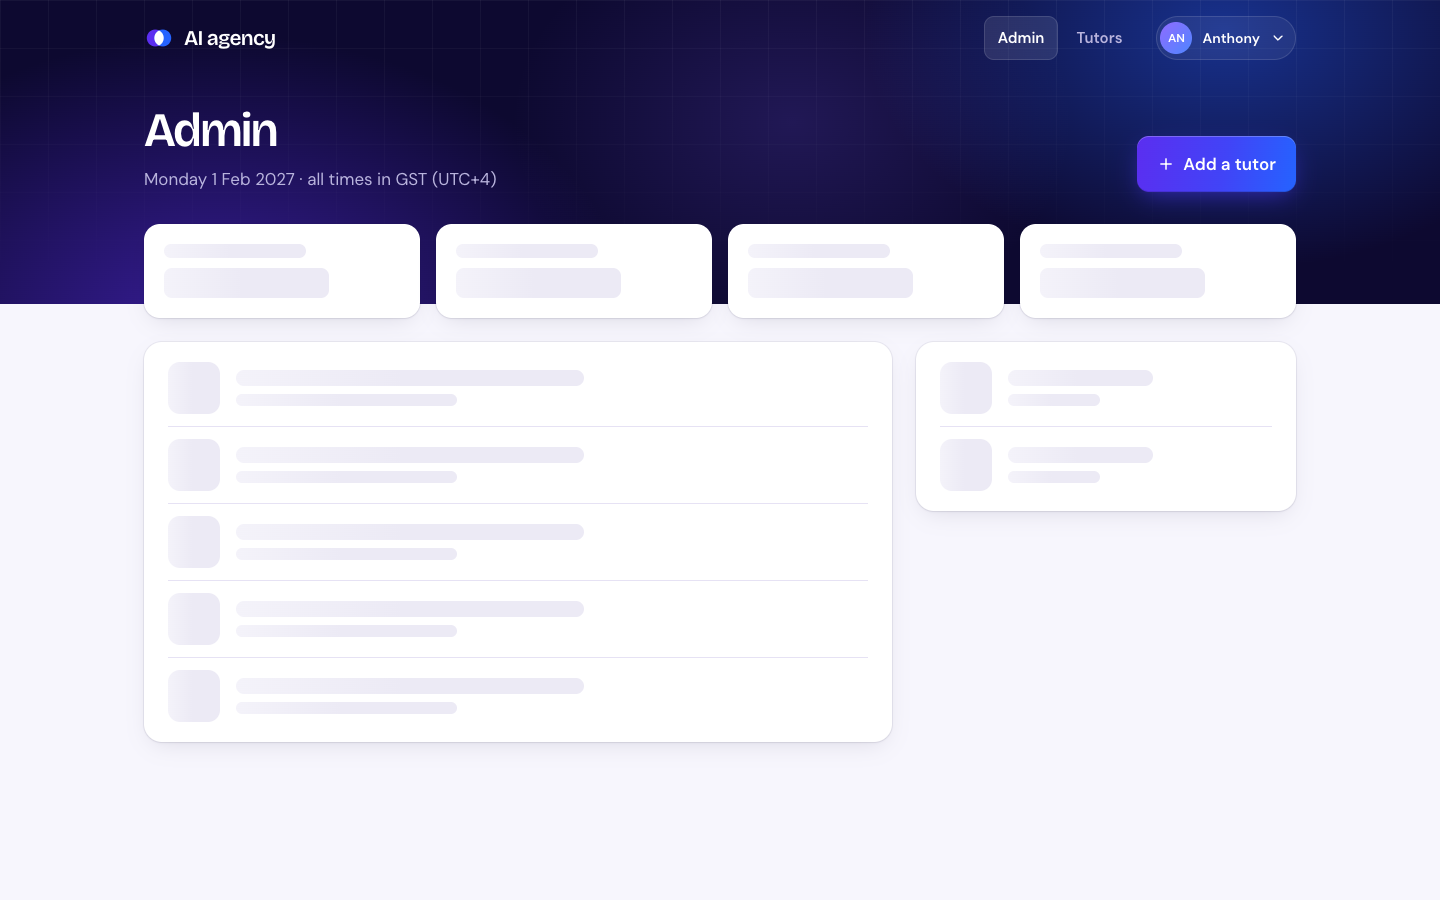 AI agency
Admin
Tutors
AN
Anthony
Admin
Monday 1 Feb 2027 · all times in GST (UTC+4)
+ Add a tutor